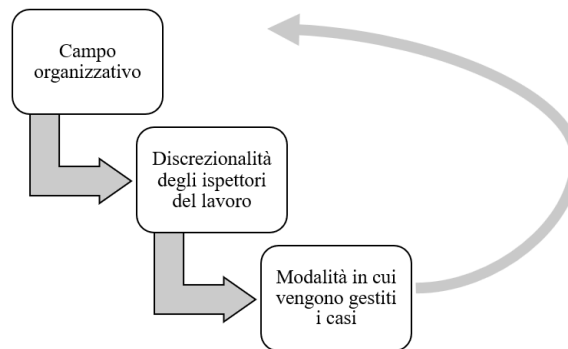 Campo
organizzativo
Discrezionalità
degli ispettori
del lavoro
Modalità in cui
vengono gestiti
i casi